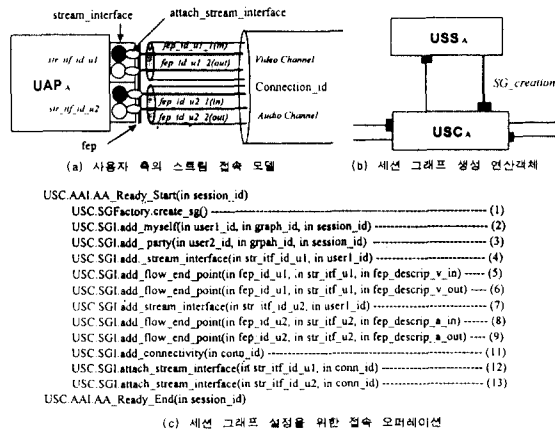 stream_interface
attach_stream_interface
str_itf_id_u1
str_itf_id_u2
UAP A
fep
fep_id_u1_1(in)
fep_id_u1_2(out)
fep_id_u2_1(in)
fep_id_u2_2(out)
Video Channel
Connection_id
Audio Channel
(a) 사용자 측의 스트림 접속 모델
USS A
SG_creation
USC A
(b) 세션 그래프 생성 연산객체
USC.AAI.AA_Ready_Start(in session_id)
USC.SGFactory.create_sg() (1)
USC.SGI.add_myself(in user1_id, in graph_id, in session_id) (2)
USC.SGI.add_party(in user2_id, in grpah_id, in session_id) (3)
USC.SGI.add._stream_interface(in str_itf_id_u1, in user1_id) (4)
USC.SGI.add_flow_end_point(in fep_id_u1, in str_itf_u1, in fep_descrip_v_in) (5)
USC.SGI.add_flow_end_point(in fep_id_u1, in str_itf_u1, in fep_descrip_v_out) (6)
USC.SGI.add_stream_interface(in str_itf_id_u2, in user1_id) (7)
USC.SGI.add_flow_end_point(in fep_id_u2, in str_itf_u2, in fep_descrip_a_in) (8)
USC.SGI.add_flow_end_point(in fep_id_u2, in str_itf_u2, in fep_descrip_a_out) (9)
USC.SGI.add_connectivity(in conn_id) (11)
USC.SGI.attach_stream_interface(in str_itf_id_u1, in conn_id) (12)
USC.SGI.attach_stream_interface(in str_itf_id_u2, in conn_id) (13)
USC.AAI.AA_Ready_End(in session_id)
(c) 세션 그래프 설정을 위한 접속 오퍼레이션